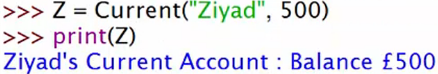 >>> Z = Current("Ziyad", 500)
>>> print(Z)
Ziyad's Current Account : Balance £500